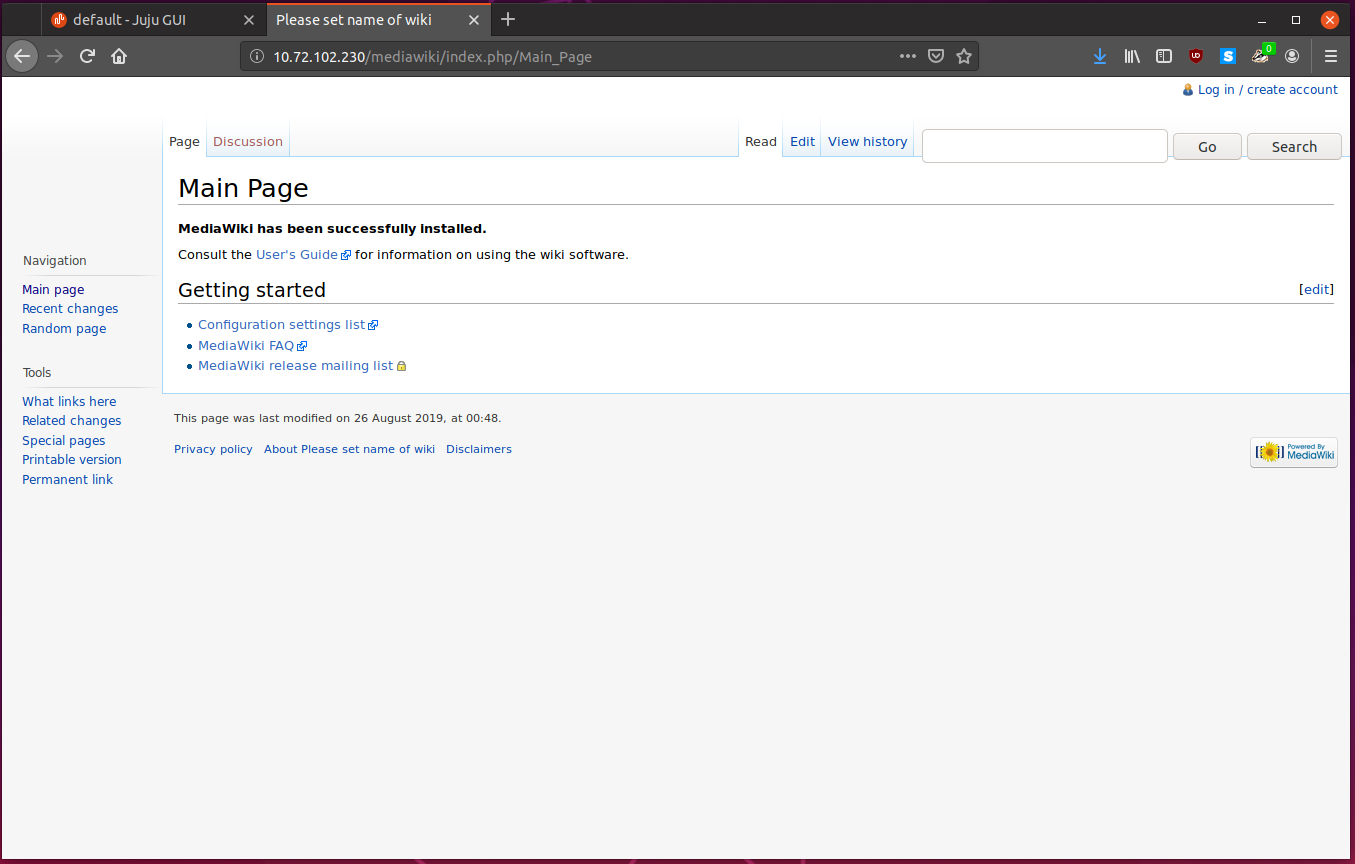 default - Juju GUI
Please set name of wiki
10.72.102.230/mediawiki/index.php/Main_Page
S
0
Log in / create account
Page Discussion Read Edit View history Go Search
Main Page
MediaWiki has been successfully installed.
Consult the User's Guide for information on using the wiki software.
Getting started [edit]
Configuration settings list
MediaWiki FAQ
MediaWiki release mailing list
Navigation
Main page
Recent changes
Random page
Tools
What links here
Related changes
Special pages
Printable version
Permanent link
This page was last modified on 26 August 2019, at 00:48.
Privacy policy About Please set name of wiki Disclaimers
Powered By
MediaWiki